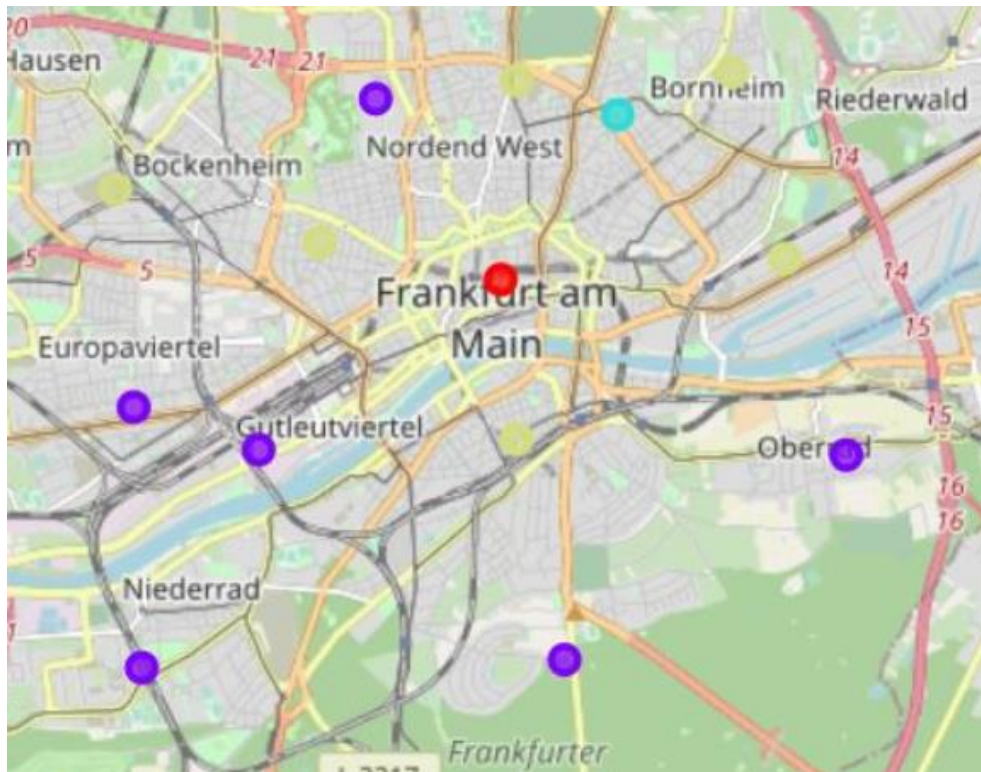 20
Hausen
21 21
Bornheim
Riederwald
m
Nordend West
14
Bockenheim
5
5
14
Frankfurt am
Main
15
Europaviertel
Gutleutviertel
15
Oberrad
16
16
Niederrad
1
Frankfurter